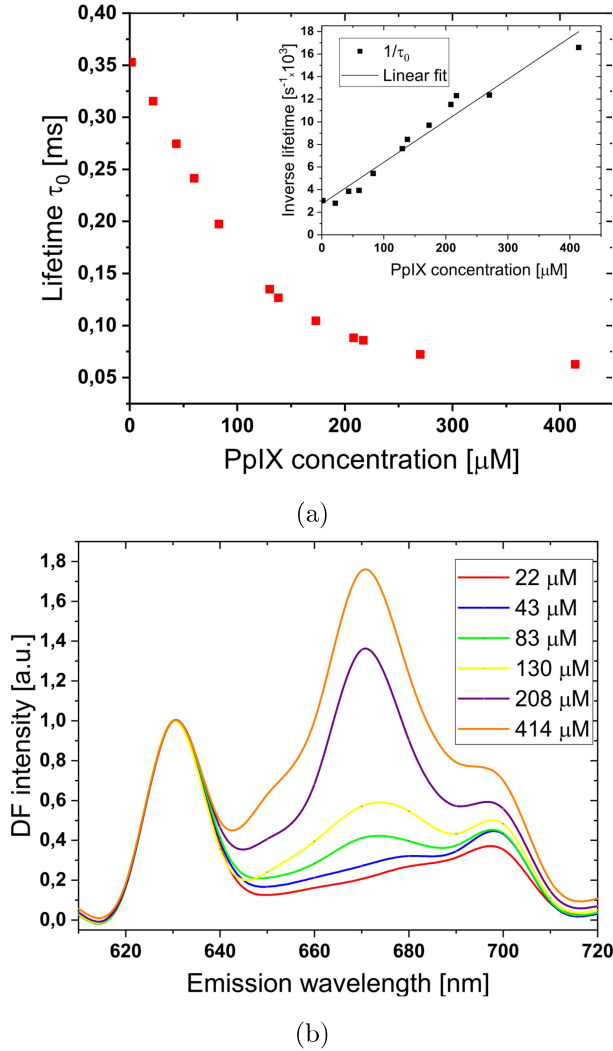 0,40
0,35
0,30
0,25
0,20
0,15
0,10
0,05
Lifetime τ0 [ms]
0 100 200 300 400
PpIX concentration [μM]
1/τ0
Linear fit
18
16
14
12
10
8
6
4
2
0
Inverse lifetime [s-1x103]
0 100 200 300 400
PpIX concentration [μM]
(a)
1,8
1,6
1,4
1,2
1,0
0,8
0,6
0,4
0,2
0,0
DF intensity [a.u.]
22 μM
43 μM
83 μM
130 μM
208 μM
414 μM
620 640 660 680 700 720
Emission wavelength [nm]
(b)